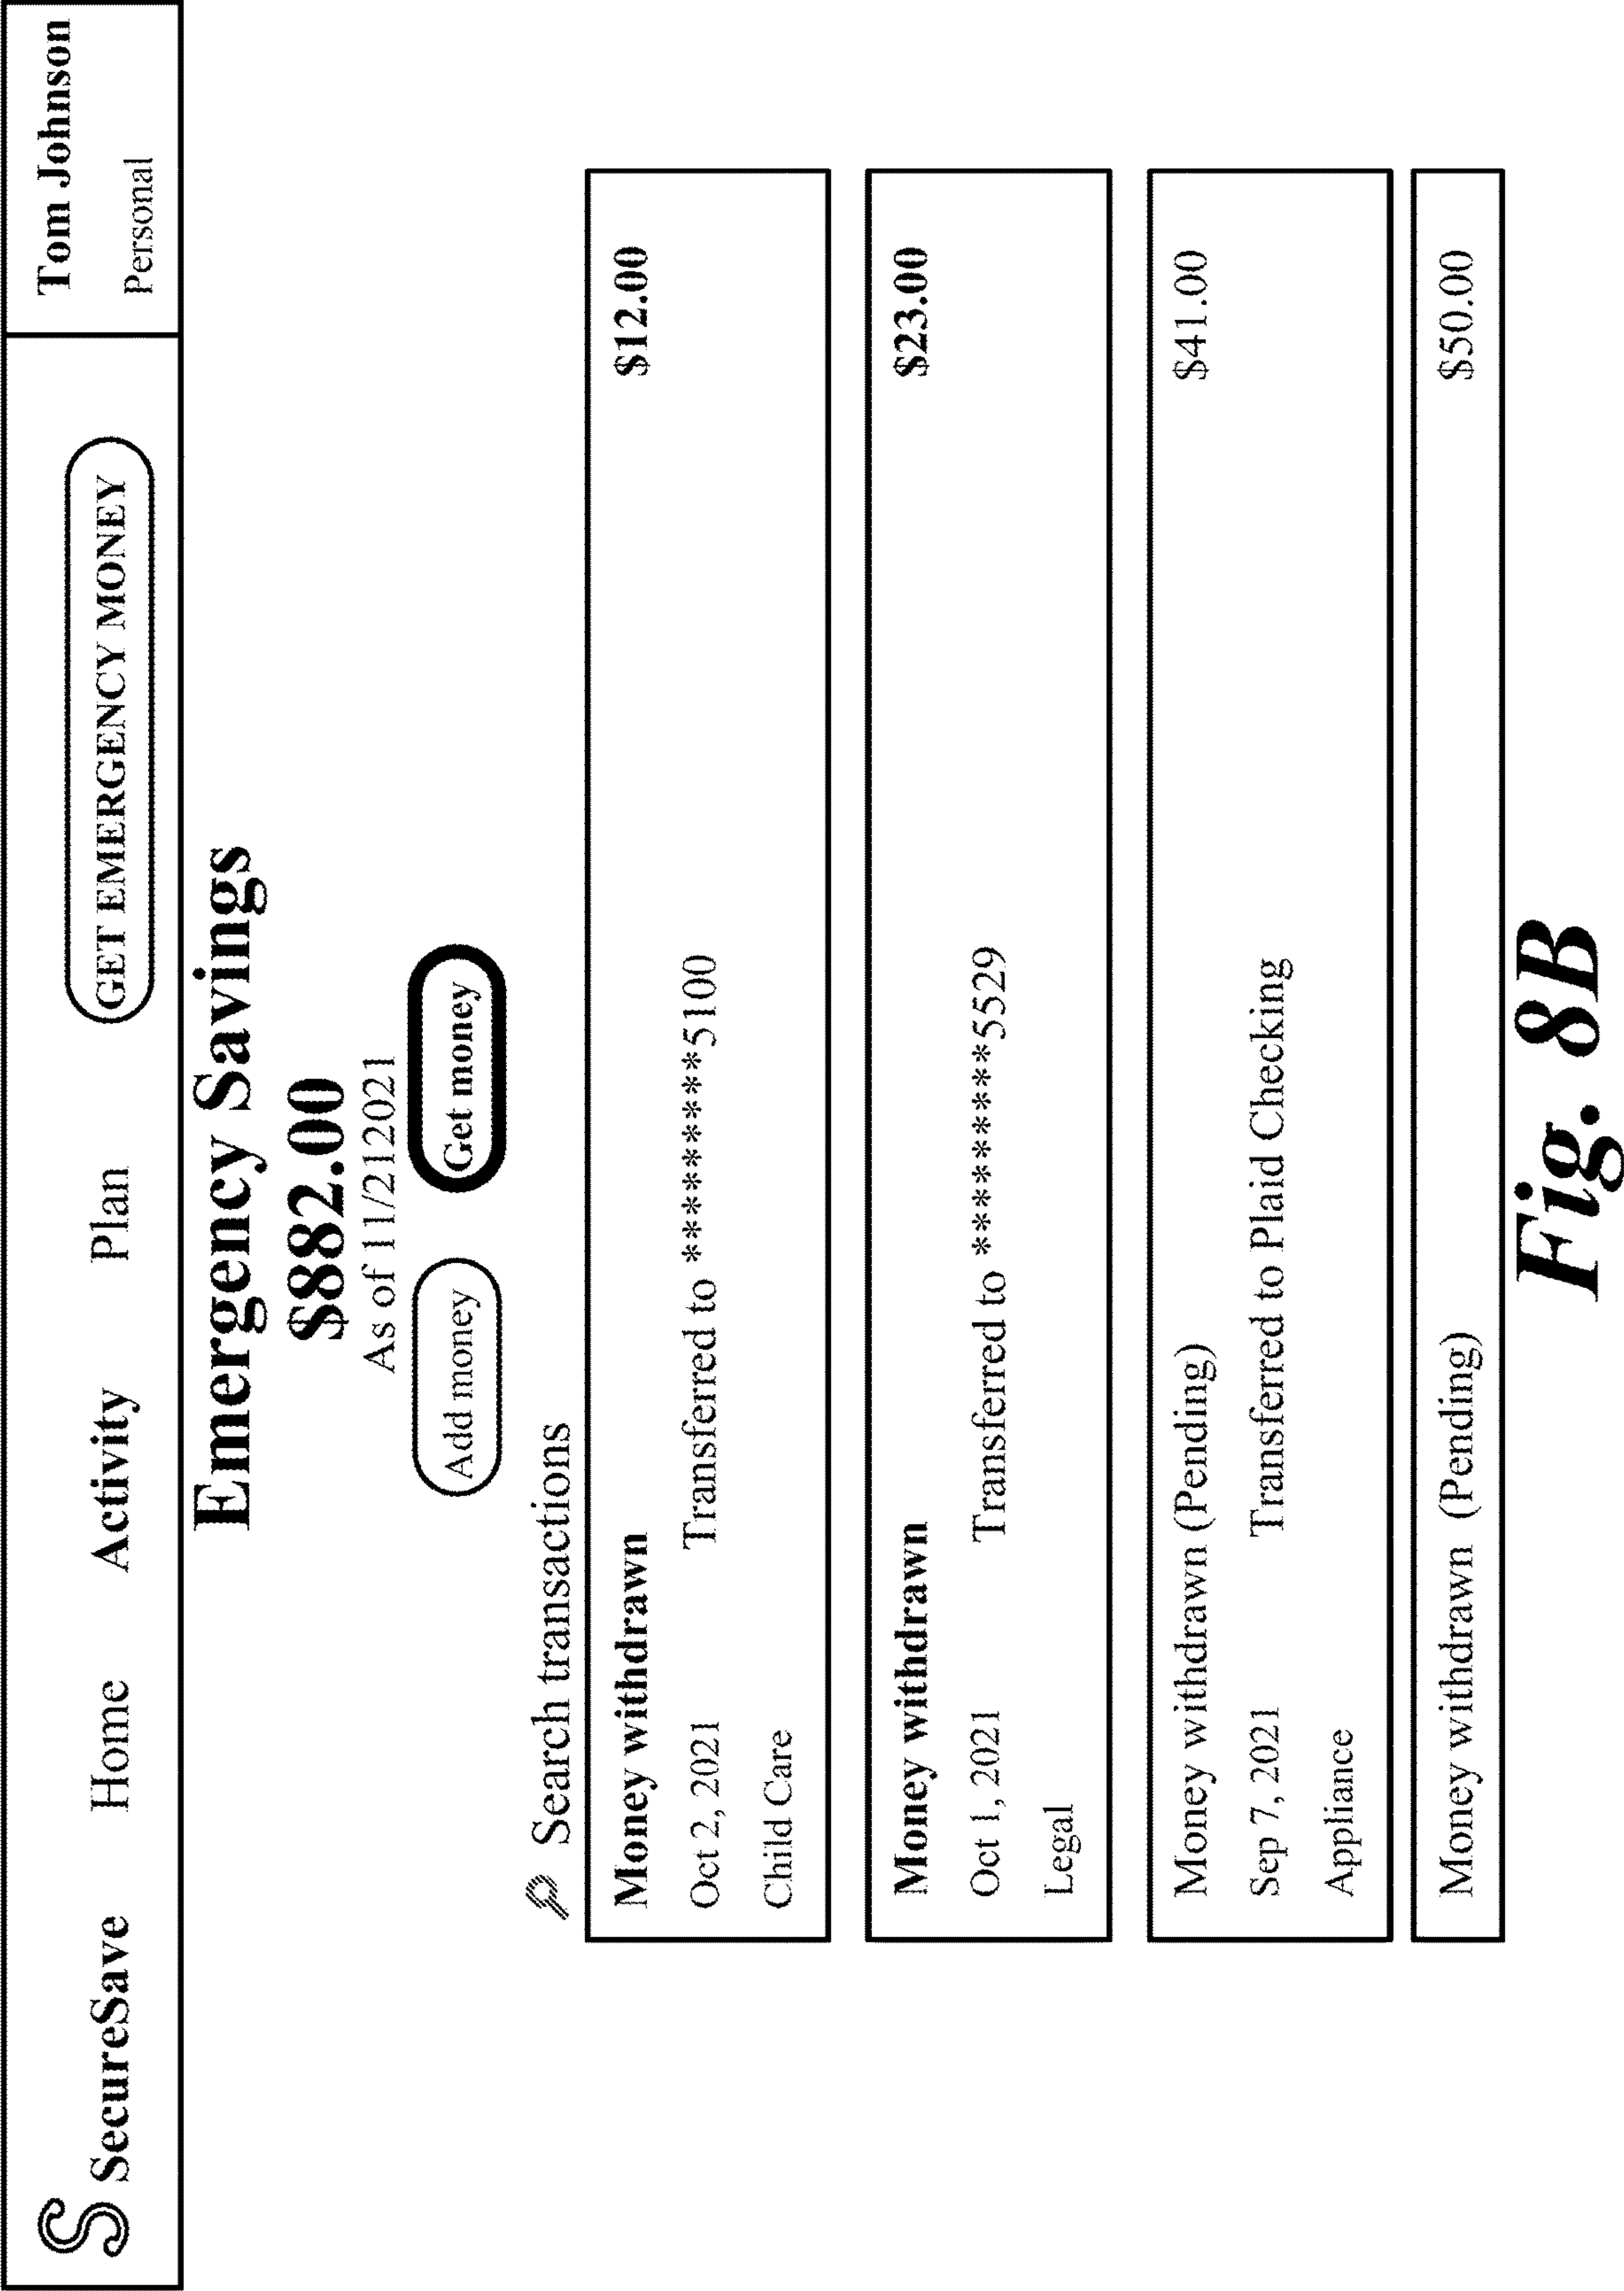 S SecureSave Home Activity Plan GET EMERGENCY MONEY Tom Johnson
Personal
Emergency Savings
$882.00
As of 11/212021
Add money Get money
Search transactions
Money withdrawn $12.00
Oct 2, 2021 Transferred to **********5100
Child Care
Money withdrawn $23.00
Oct 1, 2021 Transferred to **********5529
Legal
Money withdrawn (Pending) $41.00
Sep 7, 2021 Transferred to Plaid Checking
Appliance
Money withdrawn (Pending) $50.00
Fig. 8B